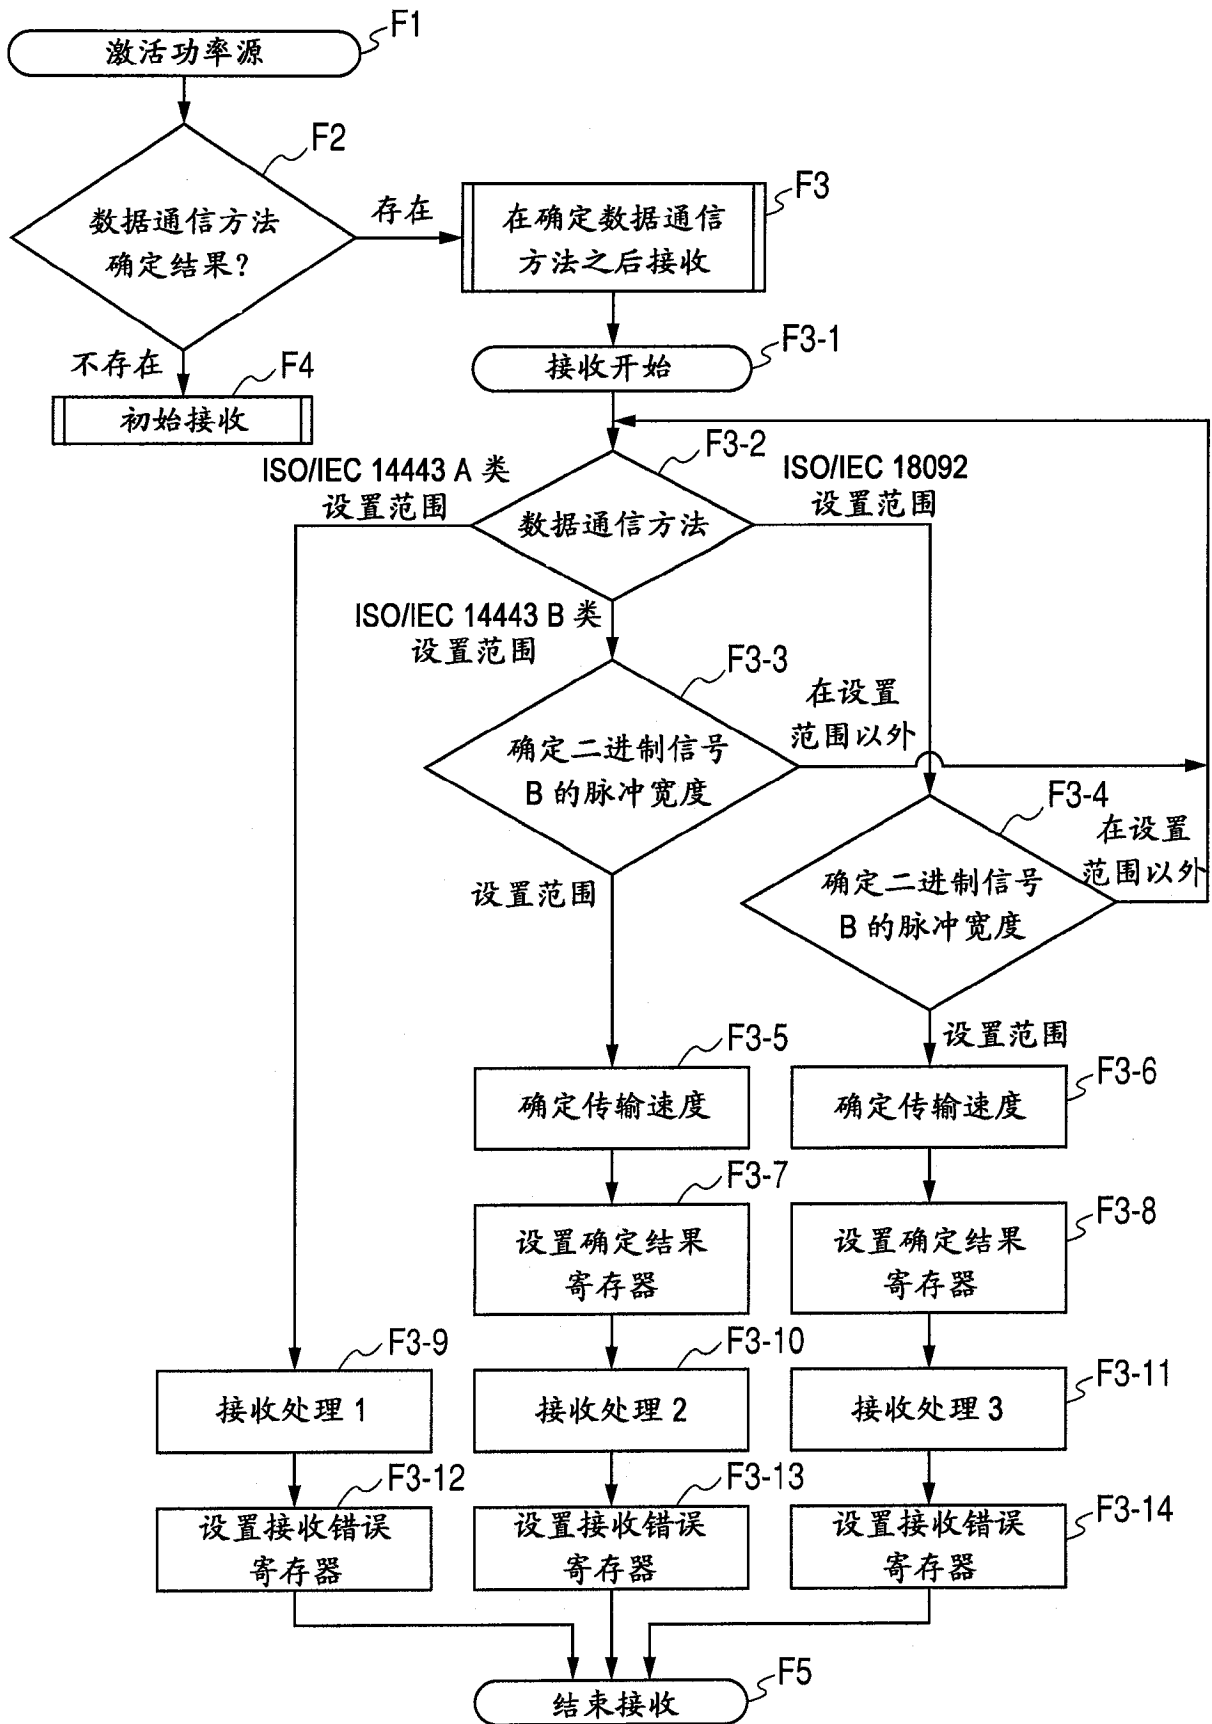 F1
激活功率源
F2
数据通信方法
确定结果?
存在
F3
在确定数据通信
方法之后接收
不存在
F4
初始接收
F3-1
接收开始
F3-2
ISO/IEC 14443 A 类
设置范围
ISO/IEC 18092
设置范围
数据通信方法
ISO/IEC 14443 B 类
设置范围
F3-3
确定二进制信号
B 的脉冲宽度
在设置
范围以外
F3-4
确定二进制信号
B 的脉冲宽度
在设置
范围以外
设置范围
设置范围
F3-5
确定传输速度
F3-6
确定传输速度
F3-7
设置确定结果
寄存器
F3-8
设置确定结果
寄存器
F3-9
接收处理 1
F3-10
接收处理 2
F3-11
接收处理 3
F3-12
设置接收错误
寄存器
F3-13
设置接收错误
寄存器
F3-14
设置接收错误
寄存器
F5
结束接收